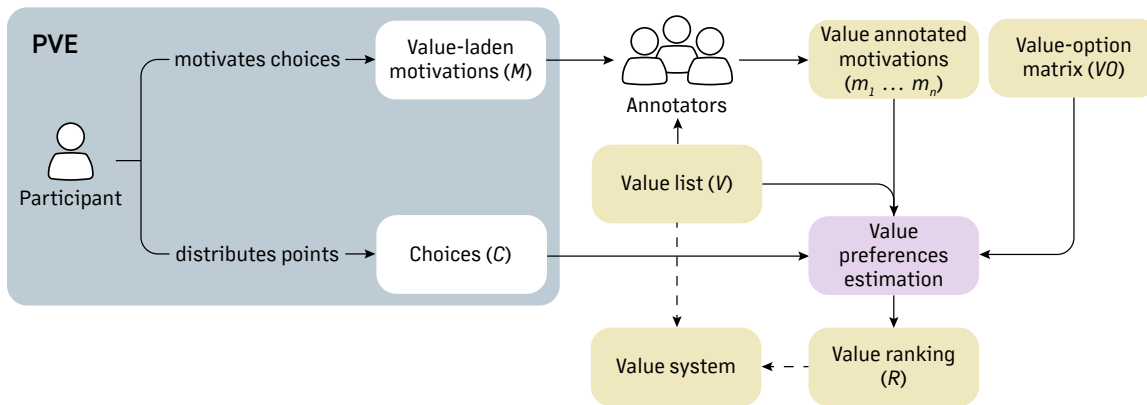 PVE
motivates choices
Value-laden
motivations (M)
Annotators
Value annotated
motivations
(m1 ... mn)
Value-option
matrix (VO)
Participant
Value list (V)
distributes points
Choices (C)
Value
preferences
estimation
Value system
Value ranking
(R)